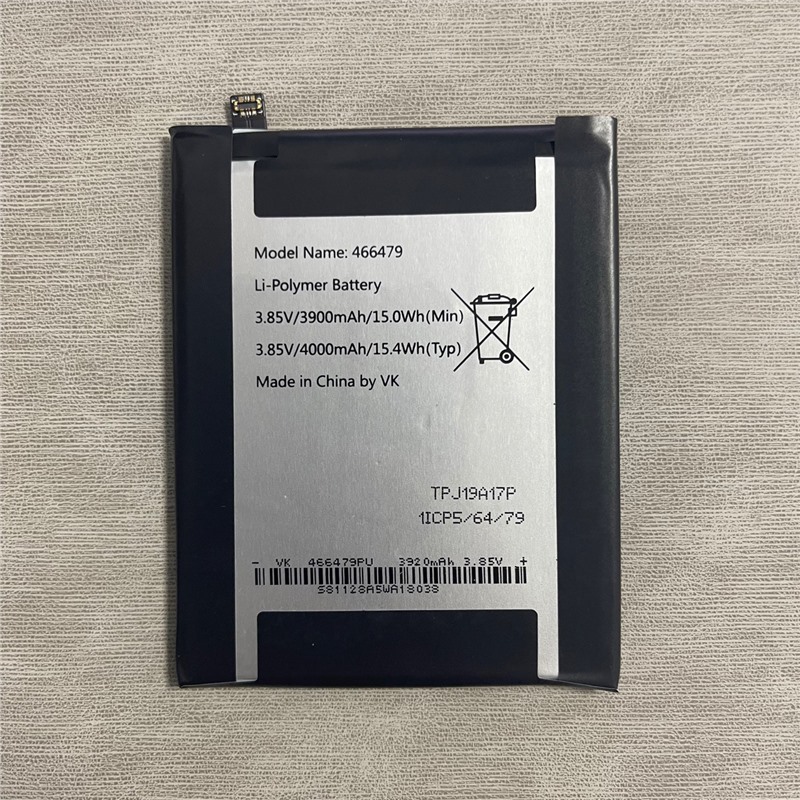 Model Name: 466479
Li-Polymer Battery
3.85V/3900mAh/15.0Wh(Min)
3.85V/4000mAh/15.4Wh(Typ)
Made in China by VK
TPJ19A17P
1ICP5/64/79
- VK 466479PU 3920mAh 3.85V +
S81128A5WA18038